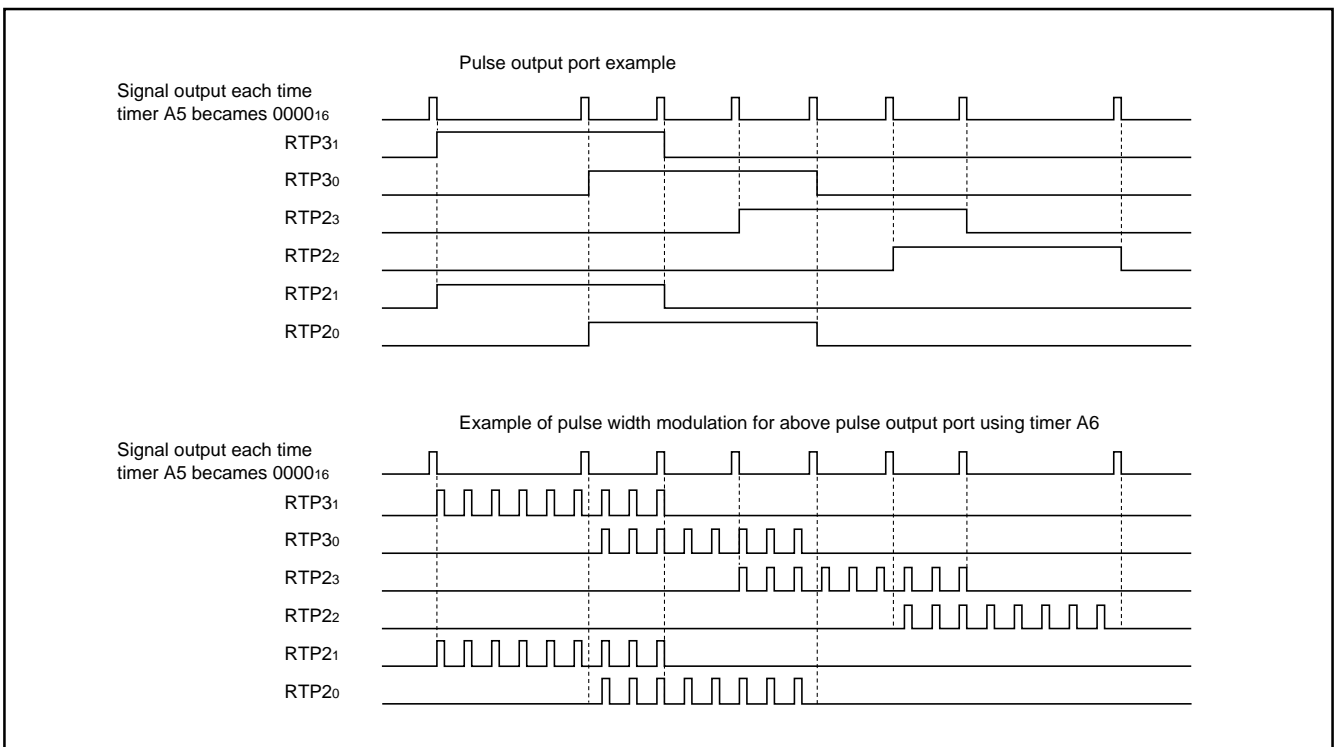 Pulse output port example
Signal output each time
timer A5 becames 0000₁₆
RTP3₁
RTP3₀
RTP2₃
RTP2₂
RTP2₁
RTP2₀
Example of pulse width modulation for above pulse output port using timer A6
Signal output each time
timer A5 becames 0000₁₆
RTP3₁
RTP3₀
RTP2₃
RTP2₂
RTP2₁
RTP2₀